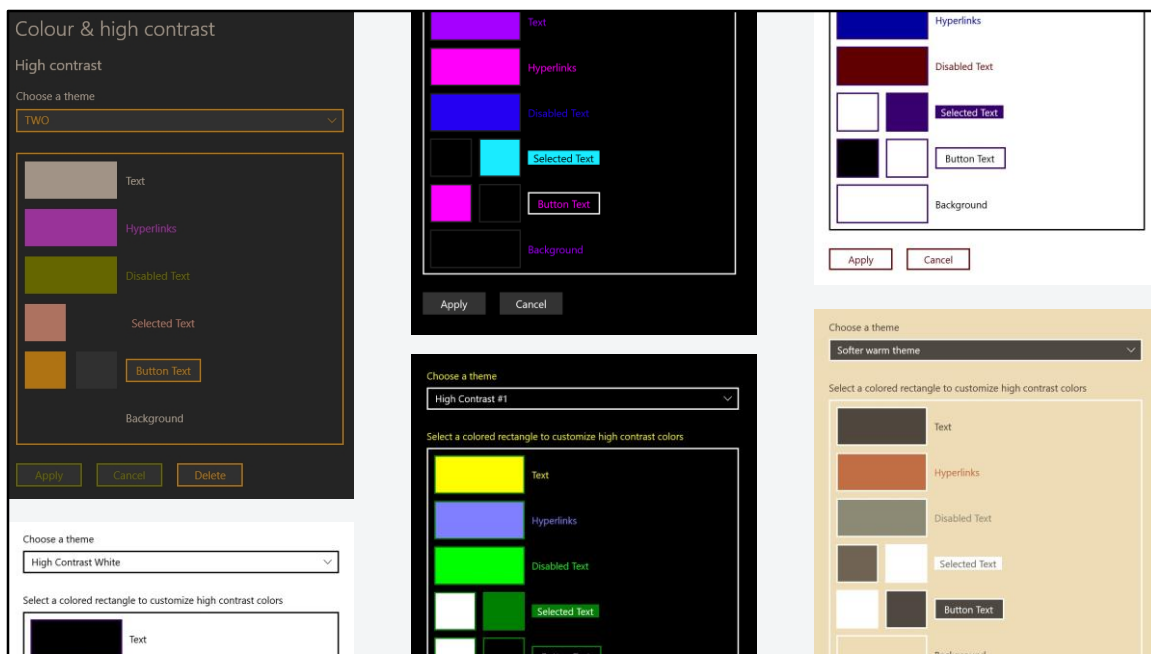 Colour & high contrast
High contrast
Choose a theme
TWO
Text
Hyperlinks
Disabled Text
Selected Text
Button Text
Background
Apply Cancel Delete
Choose a theme
High Contrast White
Select a colored rectangle to customize high contrast colors
Text
Text
Hyperlinks
Disabled Text
Selected Text
Button Text
Background
Apply Cancel
Choose a theme
High Contrast #1
Select a colored rectangle to customize high contrast colors
Text
Hyperlinks
Disabled Text
Selected Text
Hyperlinks
Disabled Text
Selected Text
Button Text
Background
Apply Cancel
Choose a theme
Softer warm theme
Select a colored rectangle to customize high contrast colors
Text
Hyperlinks
Disabled Text
Selected Text
Button Text